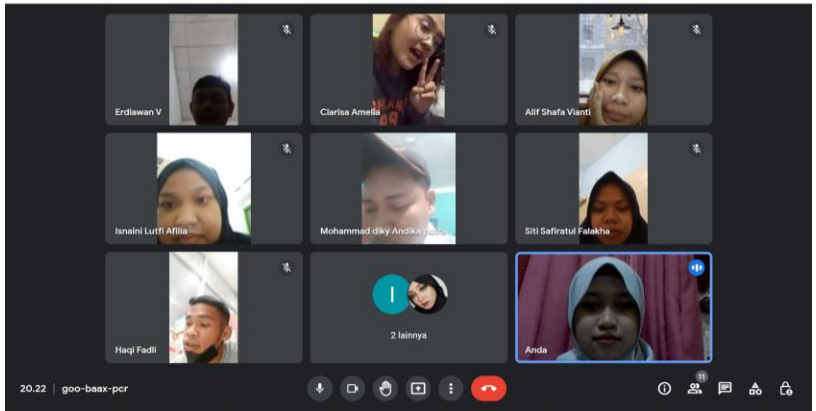 Erdiawan V
Clarisa Amelia
Alif Shafa Vianti
Isnaini Lutfi Afilia
Mohammad diky Andika
Siti Safiratul Falakha
Haqi Fadli
I
2 lainnya
Anda
20.22 | goo-baax-pcr
11